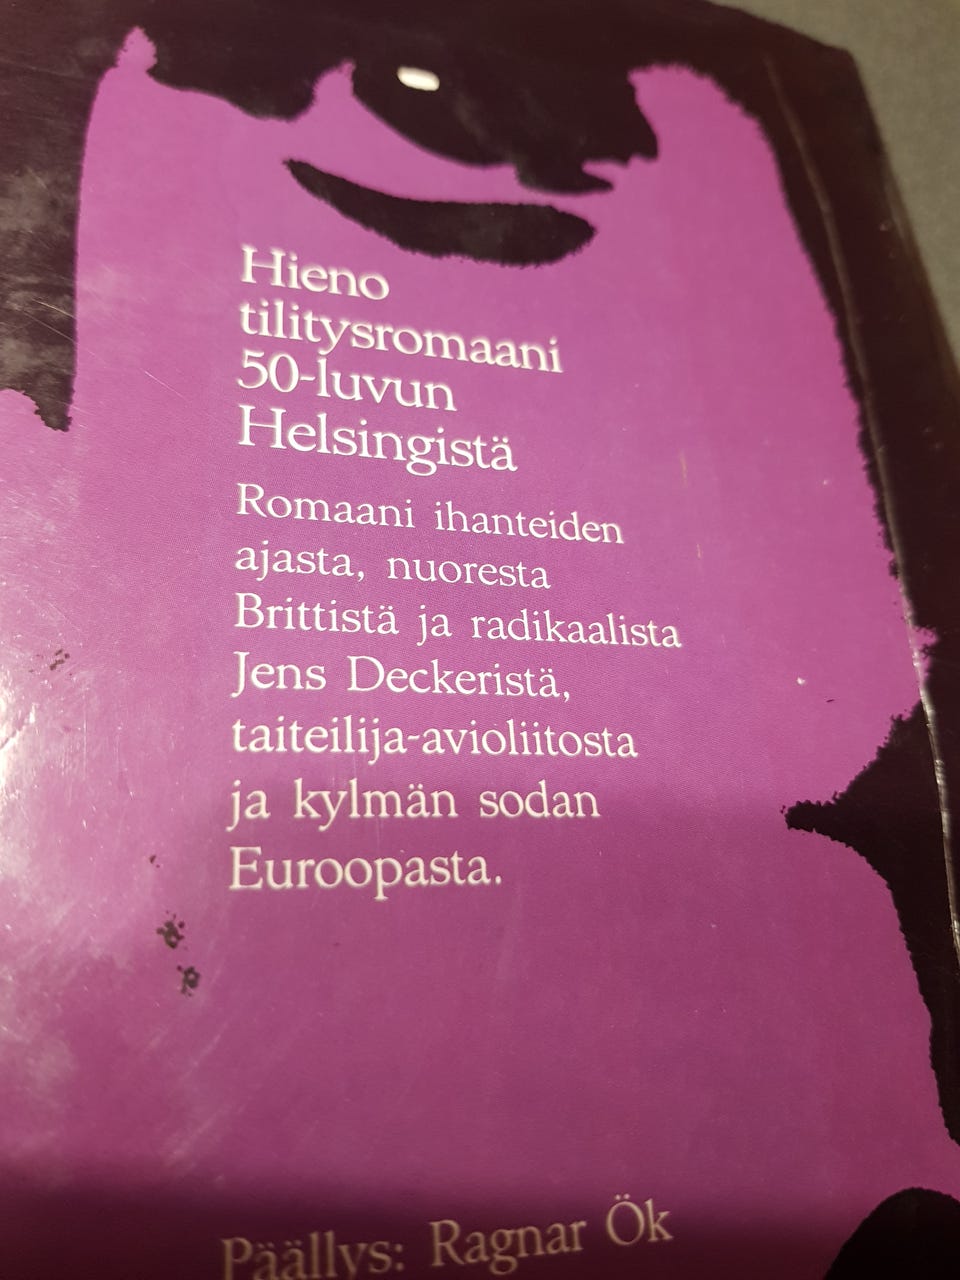 Hieno
tilitysromaani
50-luvun
Helsingistä
Romaani ihanteiden
ajasta, nuoresta
Brittistä ja radikaalista
Jens Deckeristä,
taiteilija-avioliitosta
ja kylmän sodan
Euroopasta.
Päällys: Ragnar Ök